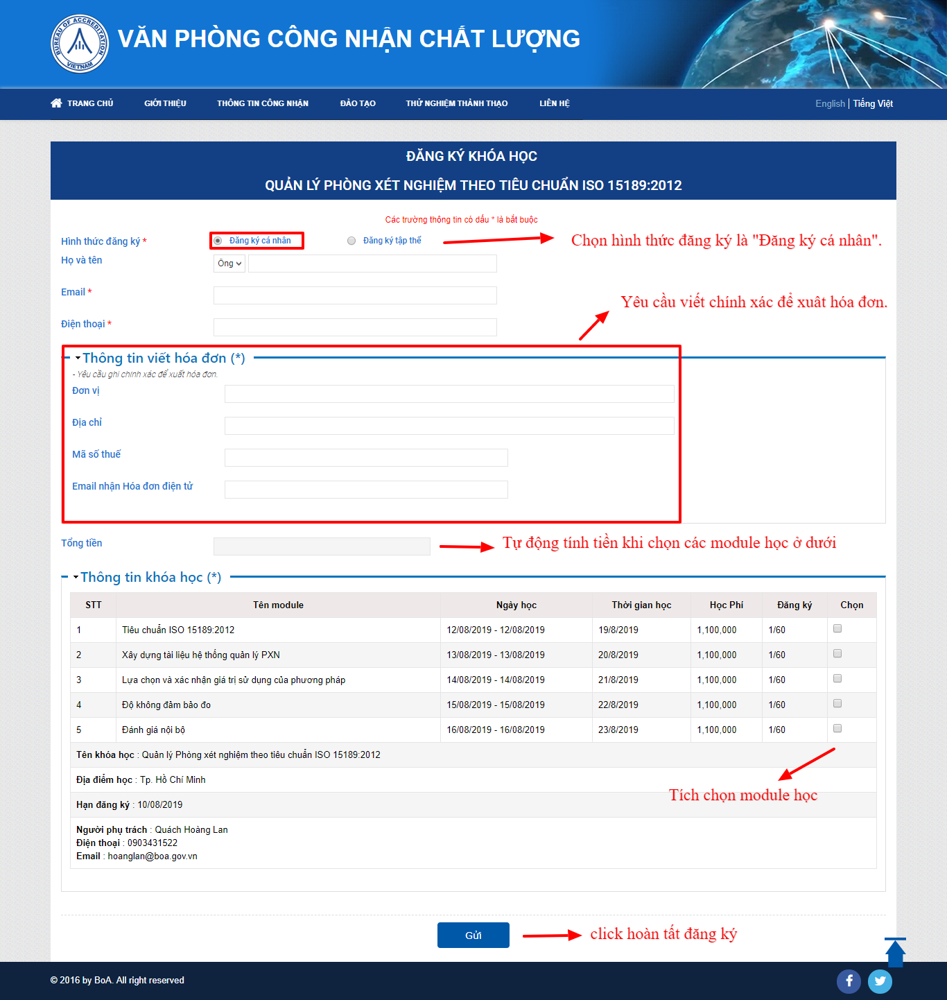 BUREAU OF ACCREDITATION
VIETNAM
VĂN PHÒNG CÔNG NHẬN CHẤT LƯỢNG
TRANG CHỦ GIỚI THIỆU THÔNG TIN CÔNG NHẬN ĐÀO TẠO THỬ NGHIỆM THÀNH THẠO LIÊN HỆ English | Tiếng Việt
ĐĂNG KÝ KHÓA HỌC
QUẢN LÝ PHÒNG XÉT NGHIỆM THEO TIÊU CHUẨN ISO 15189:2012
Các trường thông tin có dấu * là bắt buộc
Hình thức đăng ký * Đăng ký cá nhân Đăng ký tập thể Chọn hình thức đăng ký là "Đăng ký cá nhân".
Họ và tên Ông
Email *
Yêu cầu viết chính xác để xuât hóa đơn.
Điện thoại *
Thông tin viết hóa đơn (*)
- Yêu cầu ghi chính xác để xuất hóa đơn.
Đơn vị
Địa chỉ
Mã số thuế
Email nhận Hóa đơn điện tử
Tổng tiền Tự động tính tiền khi chọn các module học ở dưới
Thông tin khóa học (*)
STT Tên module Ngày học Thời gian học Học Phí Đăng ký Chọn
1 Tiêu chuẩn ISO 15189:2012 12/08/2019 - 12/08/2019 19/8/2019 1,100,000 1/60
2 Xây dựng tài liệu hệ thống quản lý PXN 13/08/2019 - 13/08/2019 20/8/2019 1,100,000 1/60
3 Lựa chọn và xác nhận giá trị sử dụng của phương pháp 14/08/2019 - 14/08/2019 21/8/2019 1,100,000 1/60
4 Độ không đảm bảo đo 15/08/2019 - 15/08/2019 22/8/2019 1,100,000 1/60
5 Đánh giá nội bộ 16/08/2019 - 16/08/2019 23/8/2019 1,100,000 1/60
Tên khóa học : Quản lý Phòng xét nghiệm theo tiêu chuẩn ISO 15189:2012
Địa điểm học : Tp. Hồ Chí Minh
Tích chọn module học
Hạn đăng ký : 10/08/2019
Người phụ trách : Quách Hoàng Lan
Điện thoại : 0903431522
Email : hoanglan@boa.gov.vn
Gửi click hoàn tất đăng ký
© 2016 by BoA. All right reserved